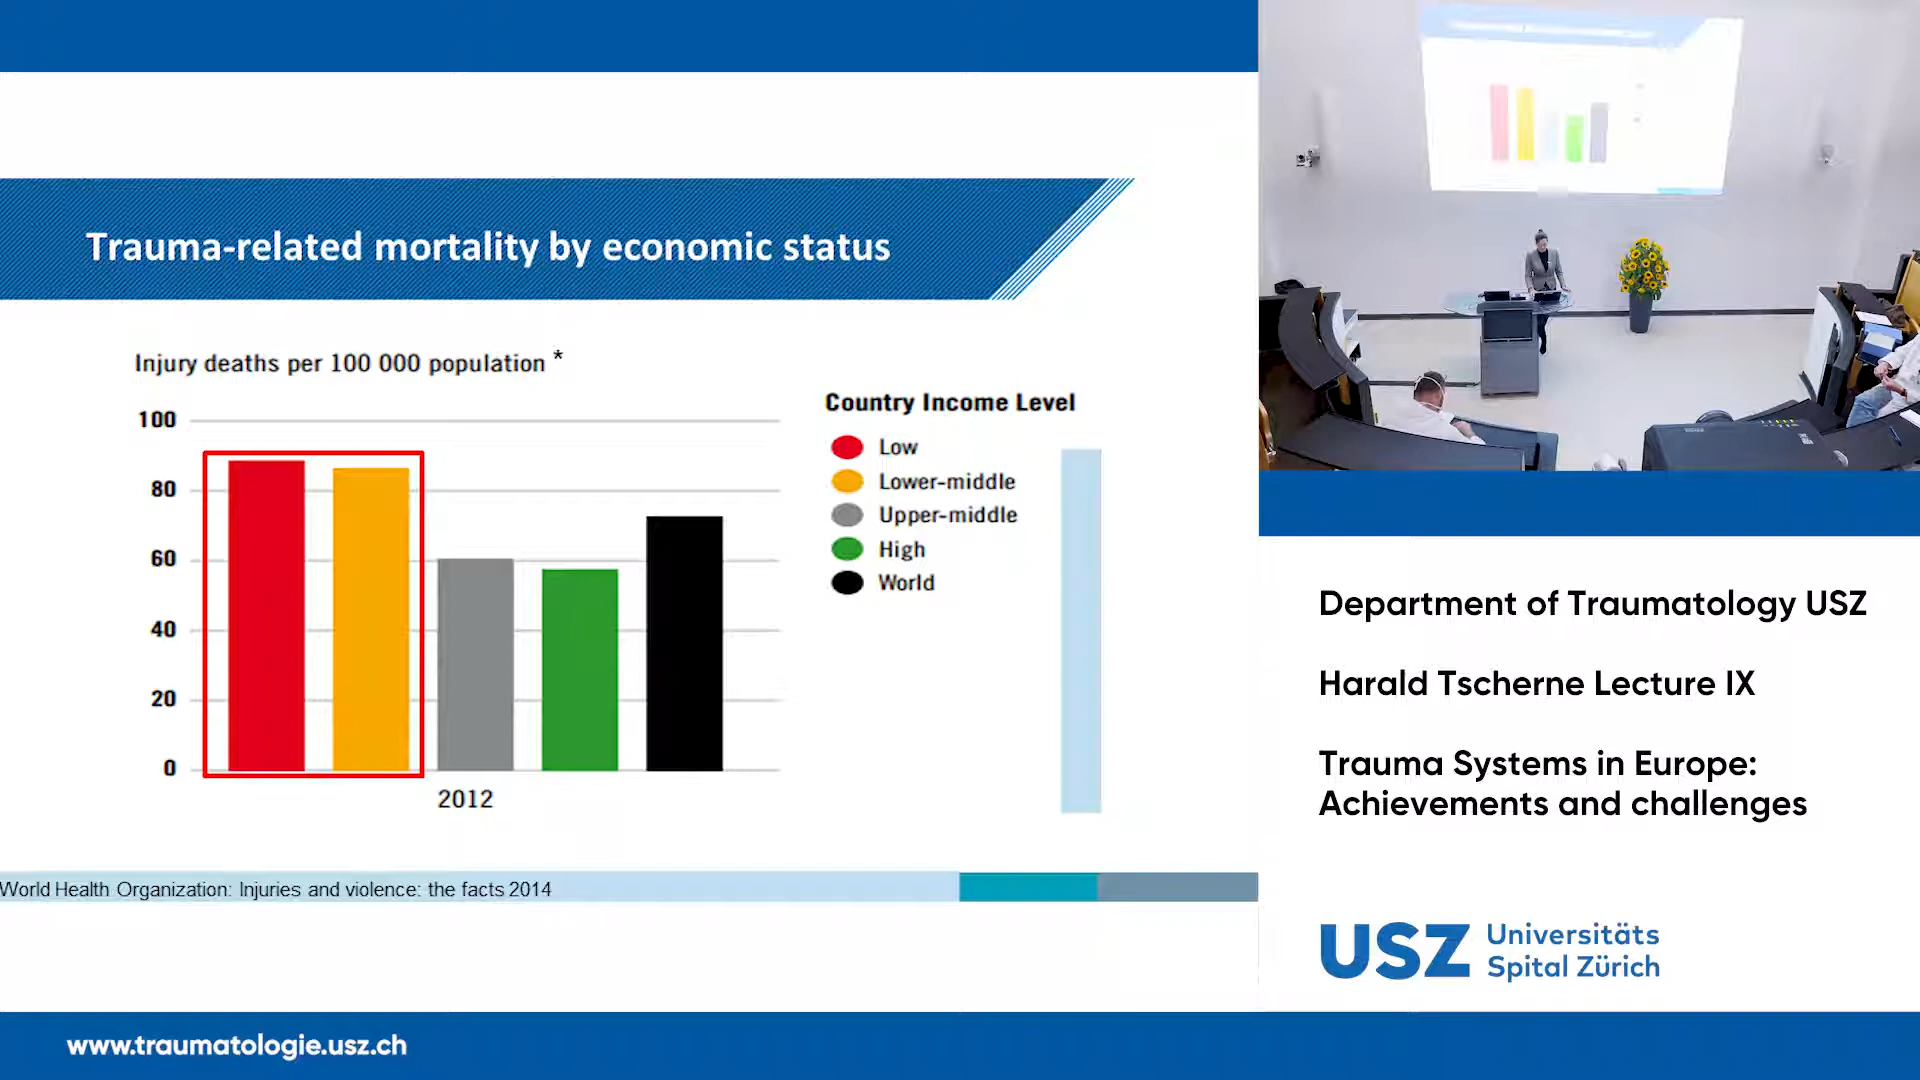 Trauma-related mortality by economic status
Injury deaths per 100 000 population *
100
80
60
40
20
0
2012
Country Income Level
Low
Lower-middle
Upper-middle
High
World
World Health Organization: Injuries and violence: the facts 2014
Department of Traumatology USZ
Harald Tscherne Lecture IX
Trauma Systems in Europe:
Achievements and challenges
USZ Universitäts
Spital Zürich
www.traumatologie.usz.ch